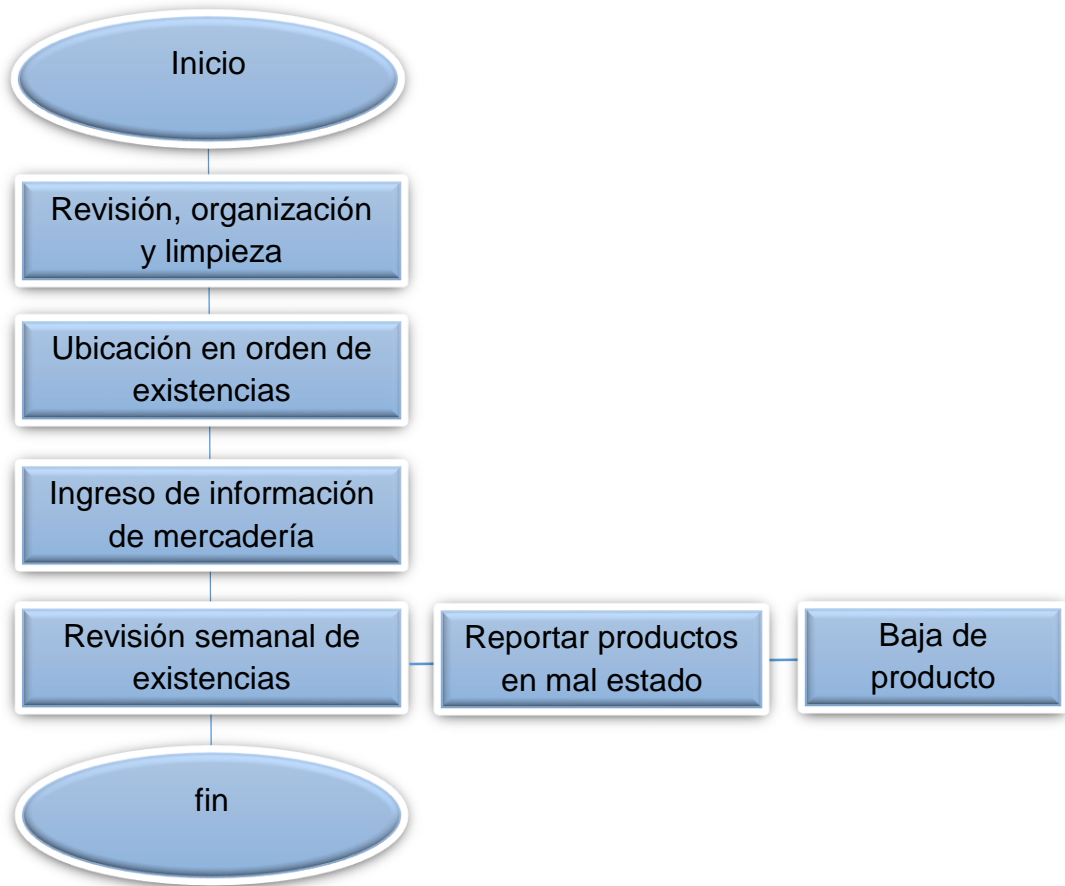 Inicio
Revisión, organización
y limpieza
Ubicación en orden de
existencias
Ingreso de información
de mercadería
Revisión semanal de
existencias
Reportar productos
en mal estado
Baja de
producto
fin